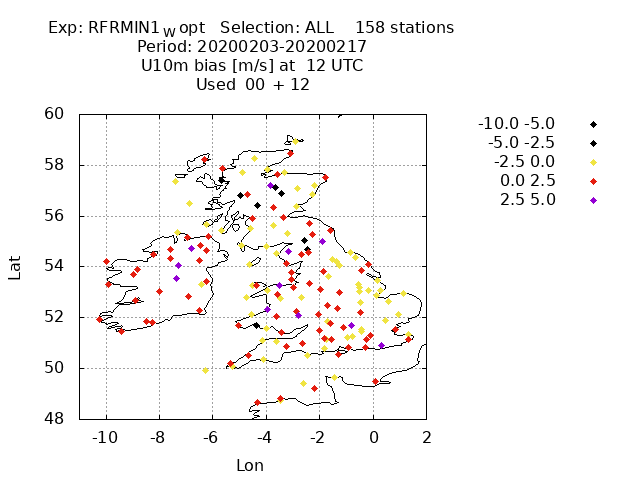 Exp: RFRMIN1_W opt Selection: ALL 158 stations
Period: 20200203-20200217
U10m bias [m/s] at 12 UTC
Used 00 + 12
-10.0 -5.0
-5.0 -2.5
-2.5 0.0
0.0 2.5
2.5 5.0
60
58
56
54
52
50
48
Lat
-10 -8 -6 -4 -2 0 2
Lon